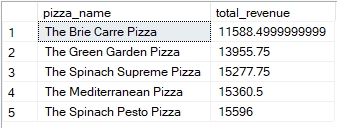 pizza_name total_revenue
1 The Brie Carre Pizza 11588.4999999999
2 The Green Garden Pizza 13955.75
3 The Spinach Supreme Pizza 15277.75
4 The Mediterranean Pizza 15360.5
5 The Spinach Pesto Pizza 15596